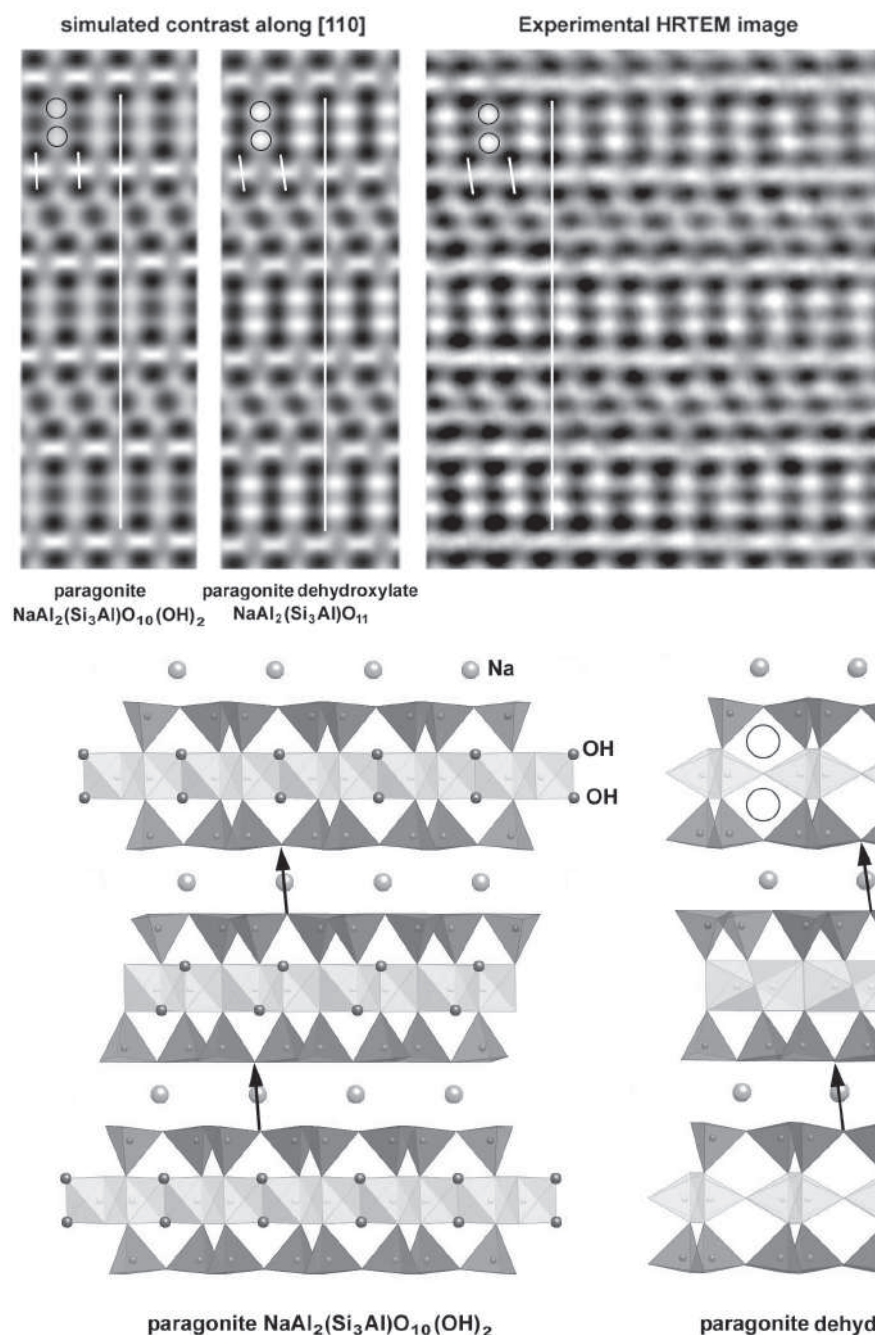 simulated contrast along [110]
Experimental HRTEM image
paragonite
NaAl₂(Si₃Al)O₁₀(OH)₂
paragonite dehydroxylate
NaAl₂(Si₃Al)O₁₁
Na
OH
OH
paragonite NaAl₂(Si₃Al)O₁₀(OH)₂
paragonite dehyd